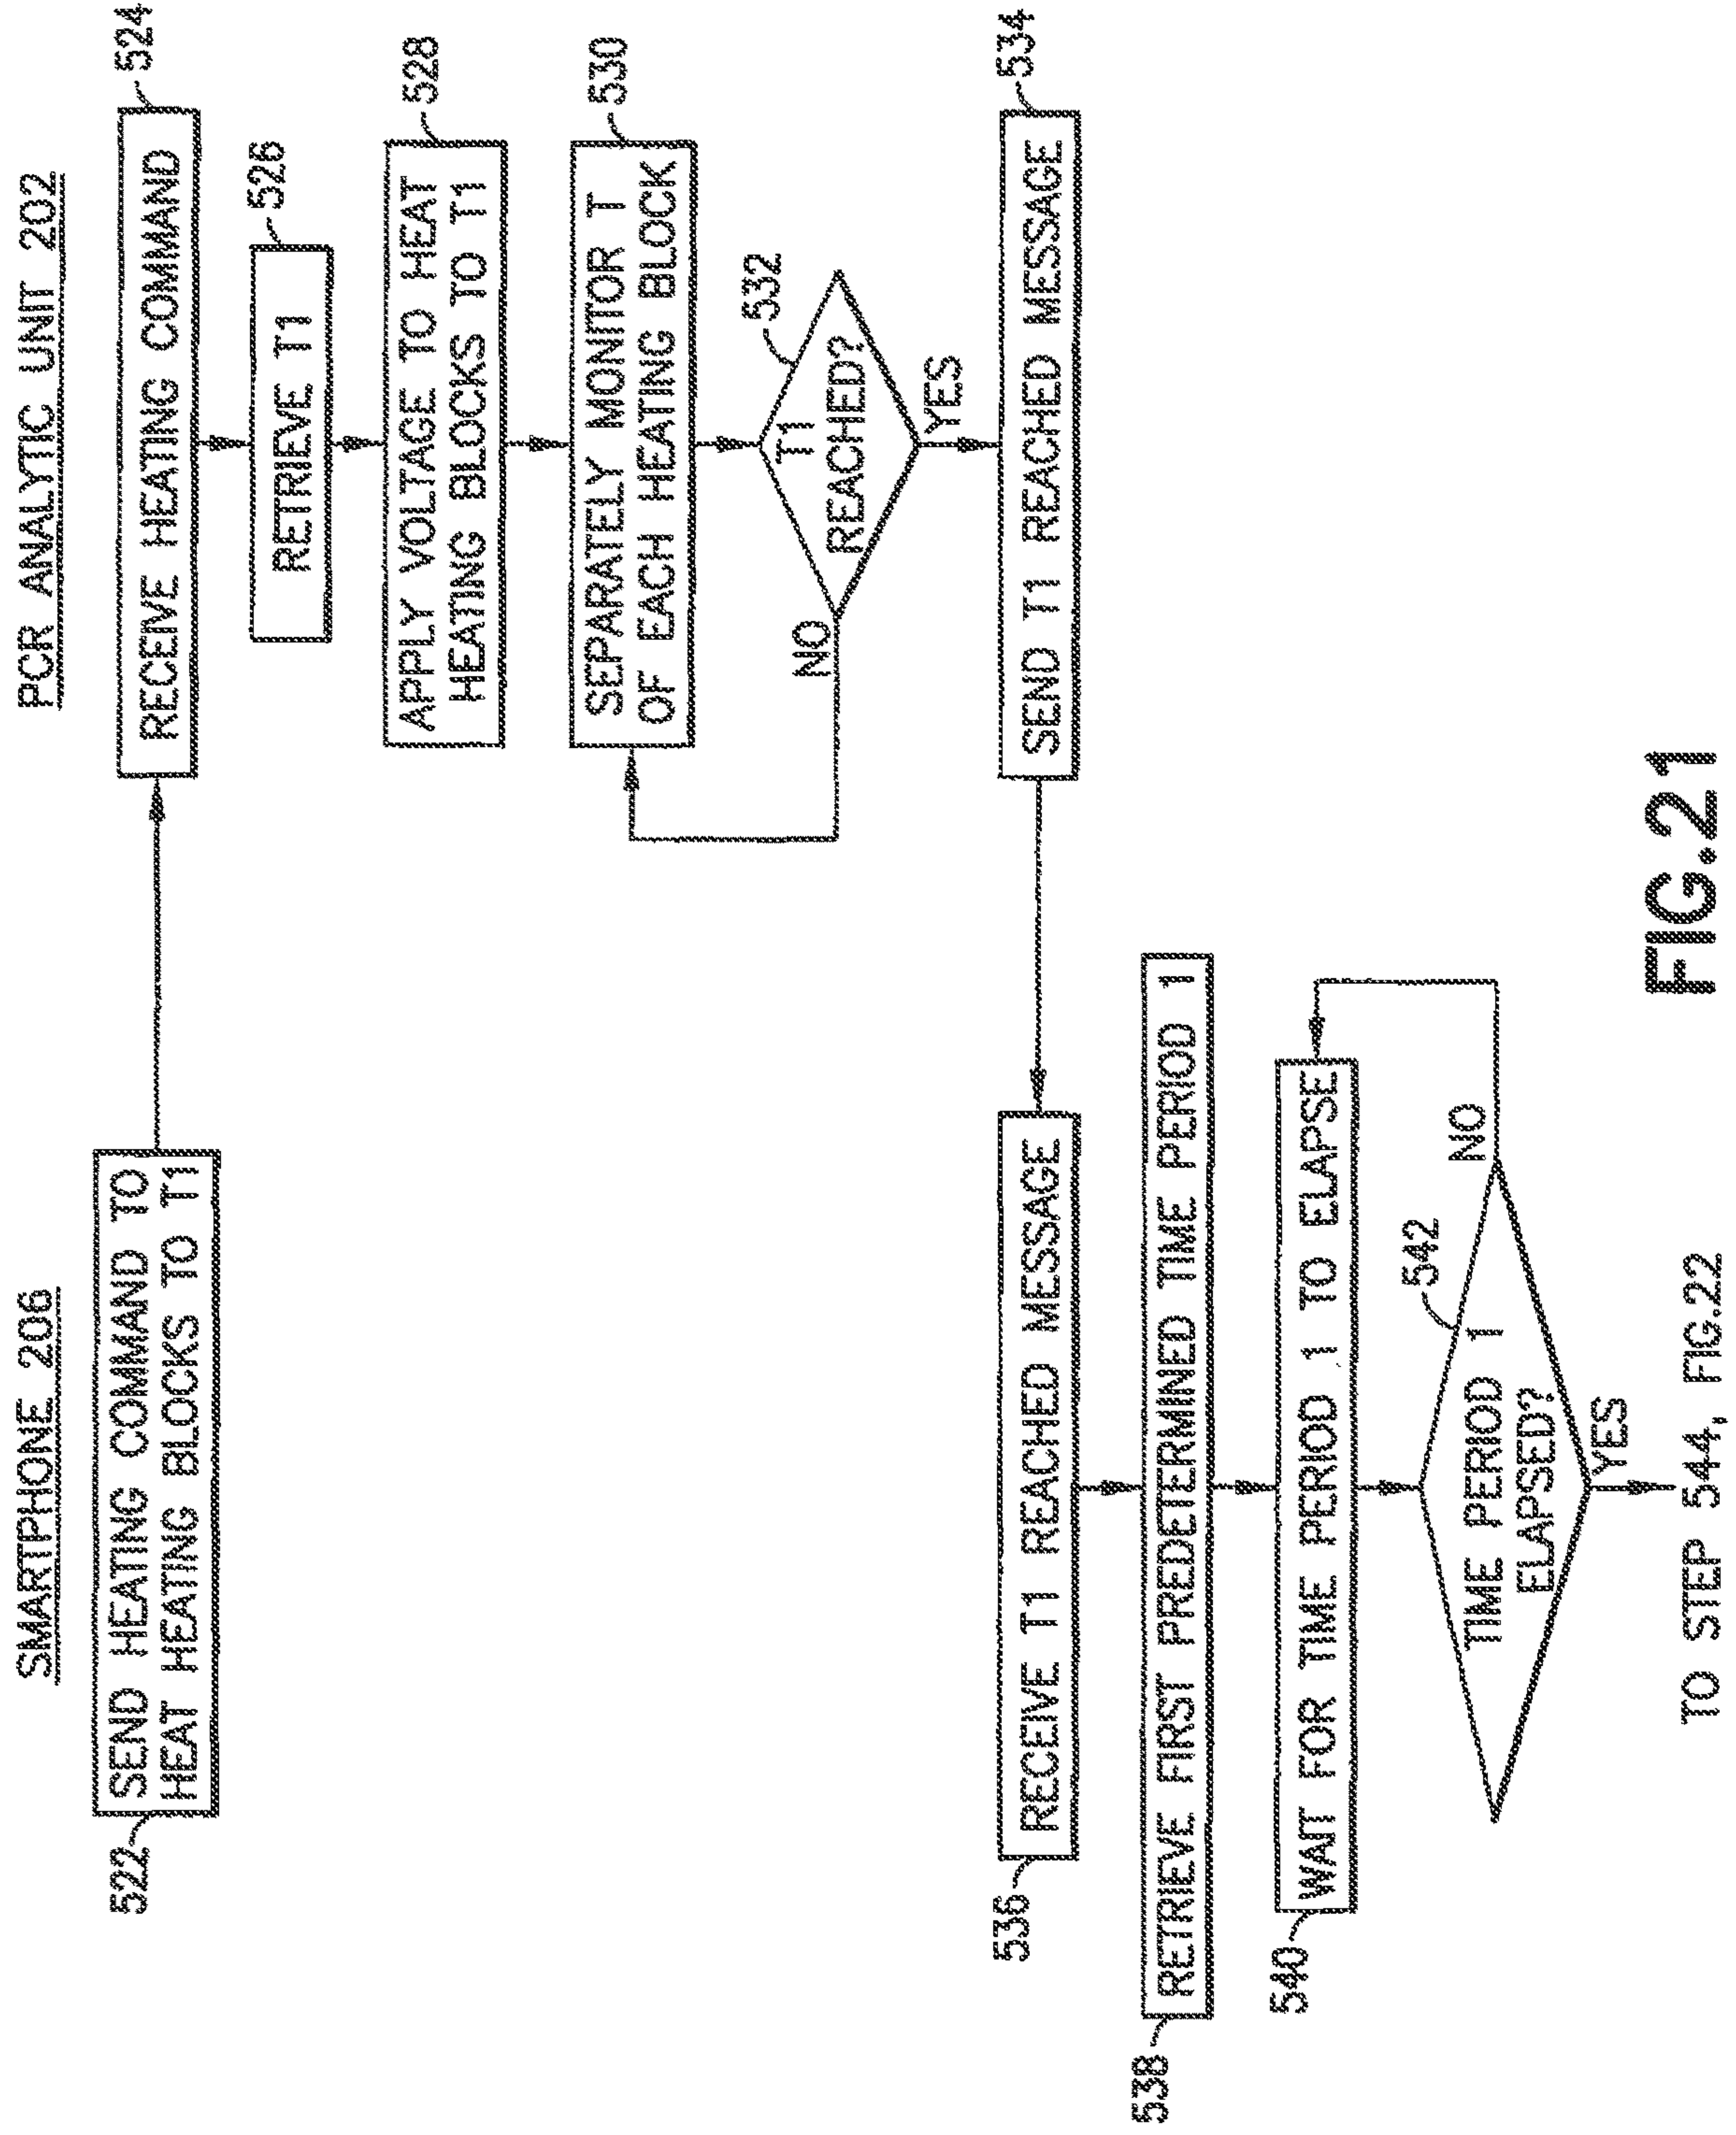 SMARTPHONE 206
PCR ANALYTIC UNIT 202
522
SEND HEATING COMMAND TO
HEAT HEATING BLOCKS TO T1
524
RECEIVE HEATING COMMAND
526
RETRIEVE T1
528
APPLY VOLTAGE TO HEAT
HEATING BLOCKS TO T1
530
SEPARATELY MONITOR T
OF EACH HEATING BLOCK
532
T1
REACHED?
NO
YES
534
SEND T1 REACHED MESSAGE
536
RECEIVE T1 REACHED MESSAGE
538
RETRIEVE FIRST PREDETERMINED TIME PERIOD 1
540
WAIT FOR TIME PERIOD 1 TO ELAPSE
542
TIME PERIOD 1
ELAPSED?
NO
YES
TO STEP 544, FIG.22
FIG.21